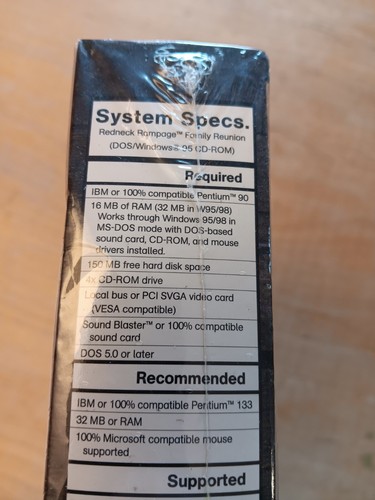 System Specs.
Redneck Rampage™ Family Reunion
(DOS/Windows® 95 CD-ROM)
Required
IBM or 100% compatible Pentium™ 90
16 MB of RAM (32 MB in W95/98)
Works through Windows 95/98 in
MS-DOS mode with DOS-based
sound card, CD-ROM, and mouse
drivers installed.
150 MB free hard disk space
4x CD-ROM drive
Local bus or PCI SVGA video card
(VESA compatible)
Sound Blaster™ or 100% compatible
sound card
DOS 5.0 or later
Recommended
IBM or 100% compatible Pentium™ 133
32 MB or RAM
100% Microsoft compatible mouse
supported
Supported